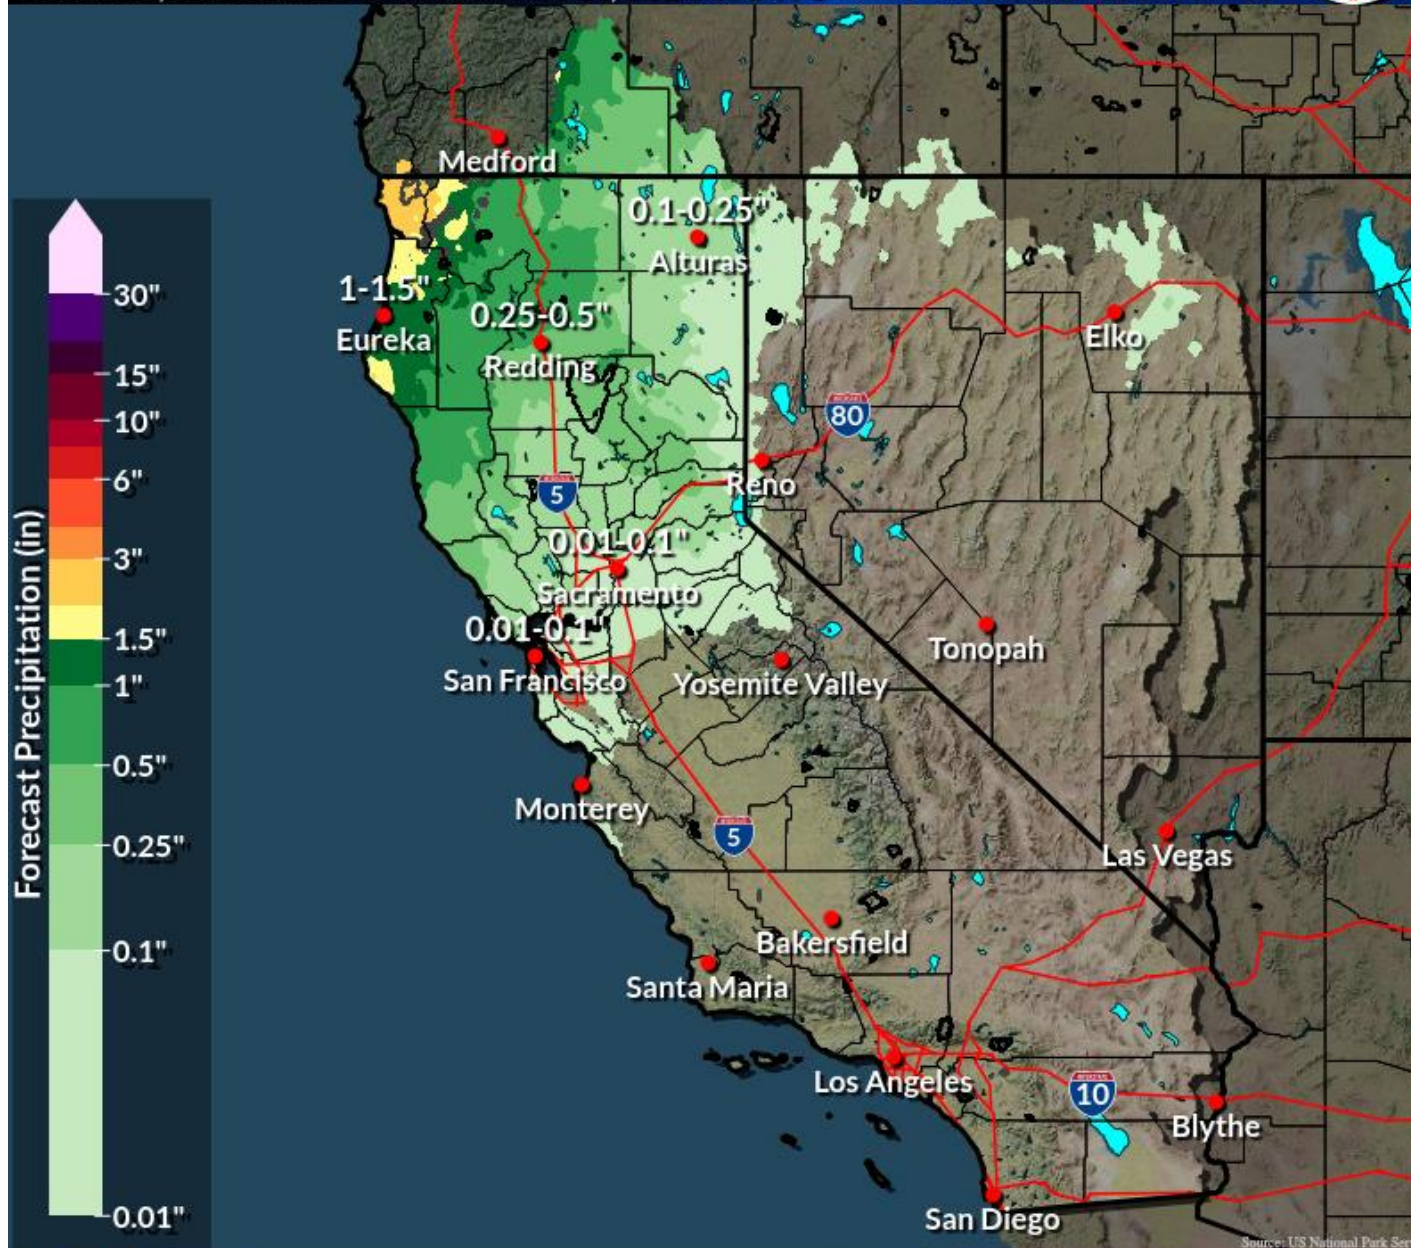 Medford
0.1-0.25"
Alturas
1-1.5"
Eureka
0.25-0.5"
Redding
Elko
80
Reno
5
0.01-0.1"
Sacramento
0.01-0.1"
San Francisco
Yosemite Valley
Tonopah
Monterey
5
Las Vegas
Bakersfield
Santa Maria
Los Angeles
10
Blythe
San Diego
Forecast Precipitation (in)
30"
15"
10"
6"
3"
1.5"
1"
0.5"
0.25"
0.1"
0.01"
Source: US National Park Ser